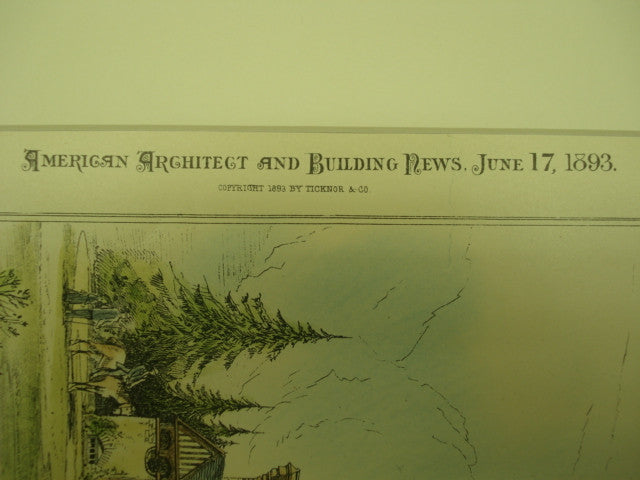 AMERICAN ARCHITECT AND BUILDING NEWS, JUNE 17, 1893.
COPYRIGHT 1893 BY TICKNOR & CO.